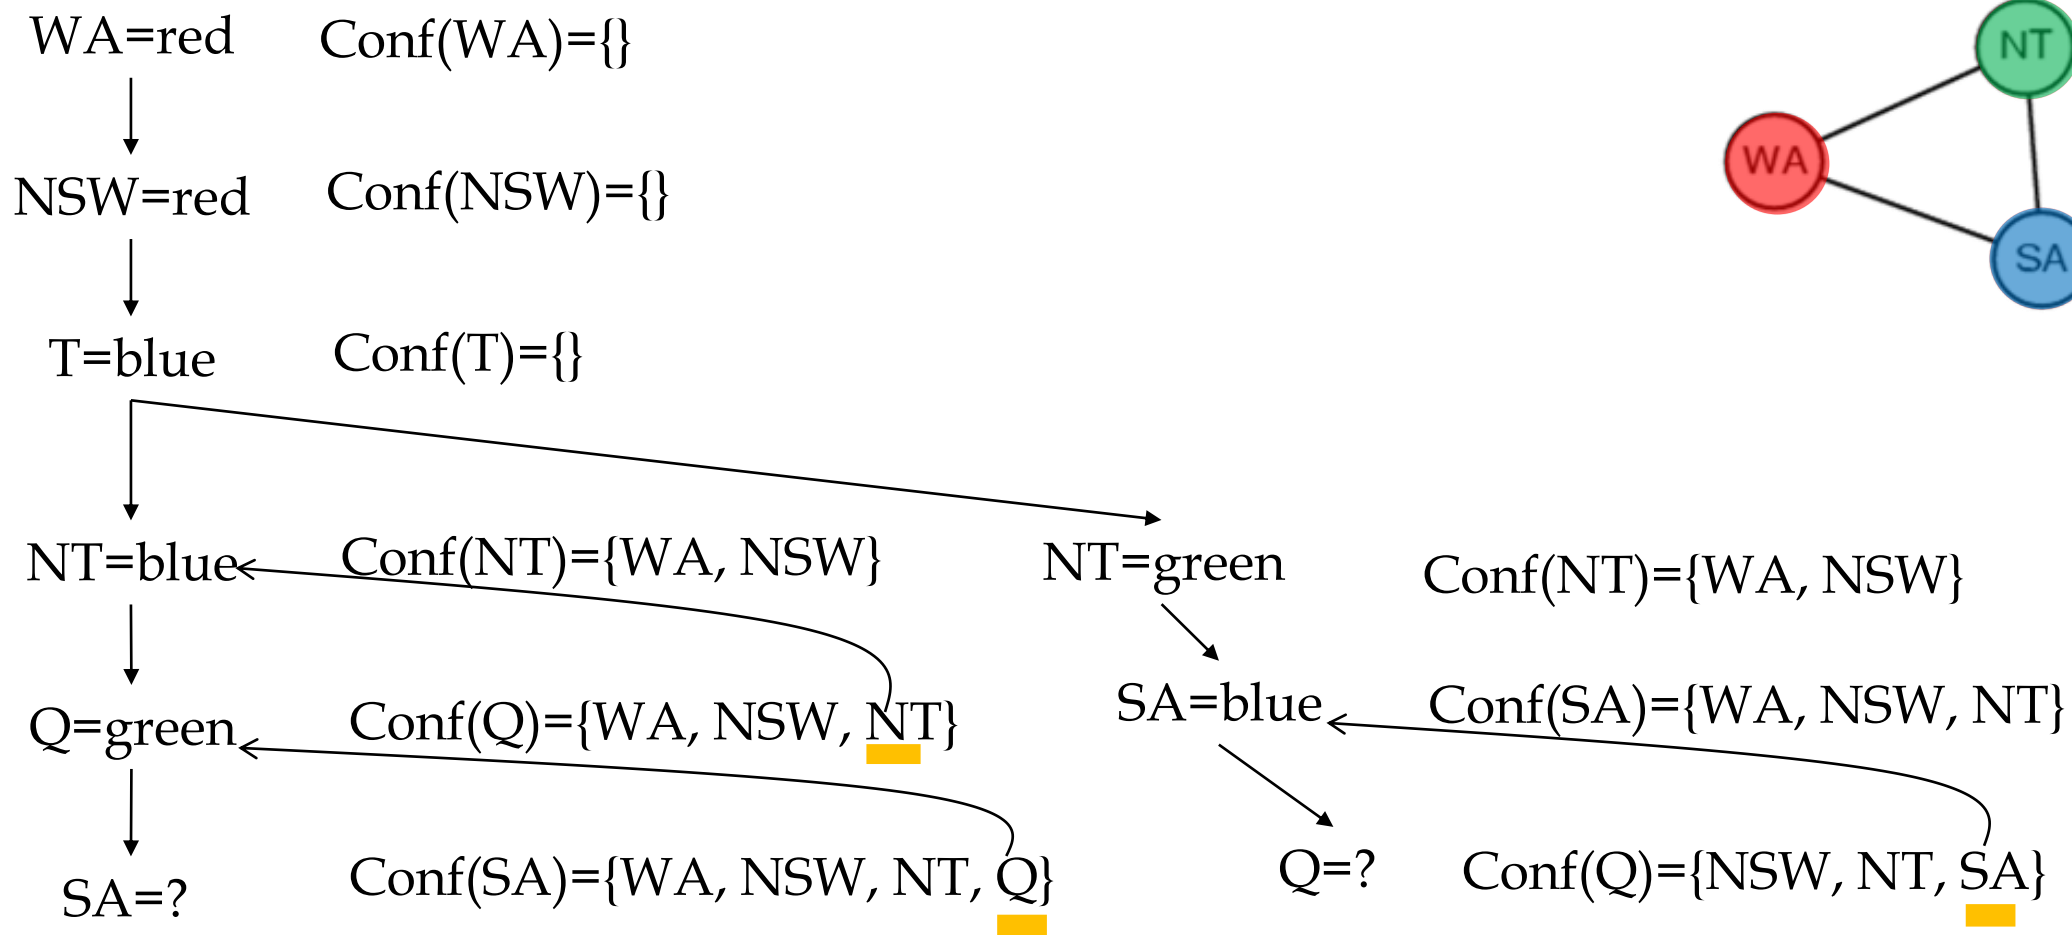 WA=red Conf(WA)={}
NT
WA
NSW=red Conf(NSW)={}
SA
T=blue Conf(T)={}
NT=blue Conf(NT)={WA, NSW} NT=green Conf(NT)={WA, NSW}
Q=green Conf(Q)={WA, NSW, NT} SA=blue Conf(SA)={WA, NSW, NT}
SA=? Conf(SA)={WA, NSW, NT, Q} Q=? Conf(Q)={NSW, NT, SA}